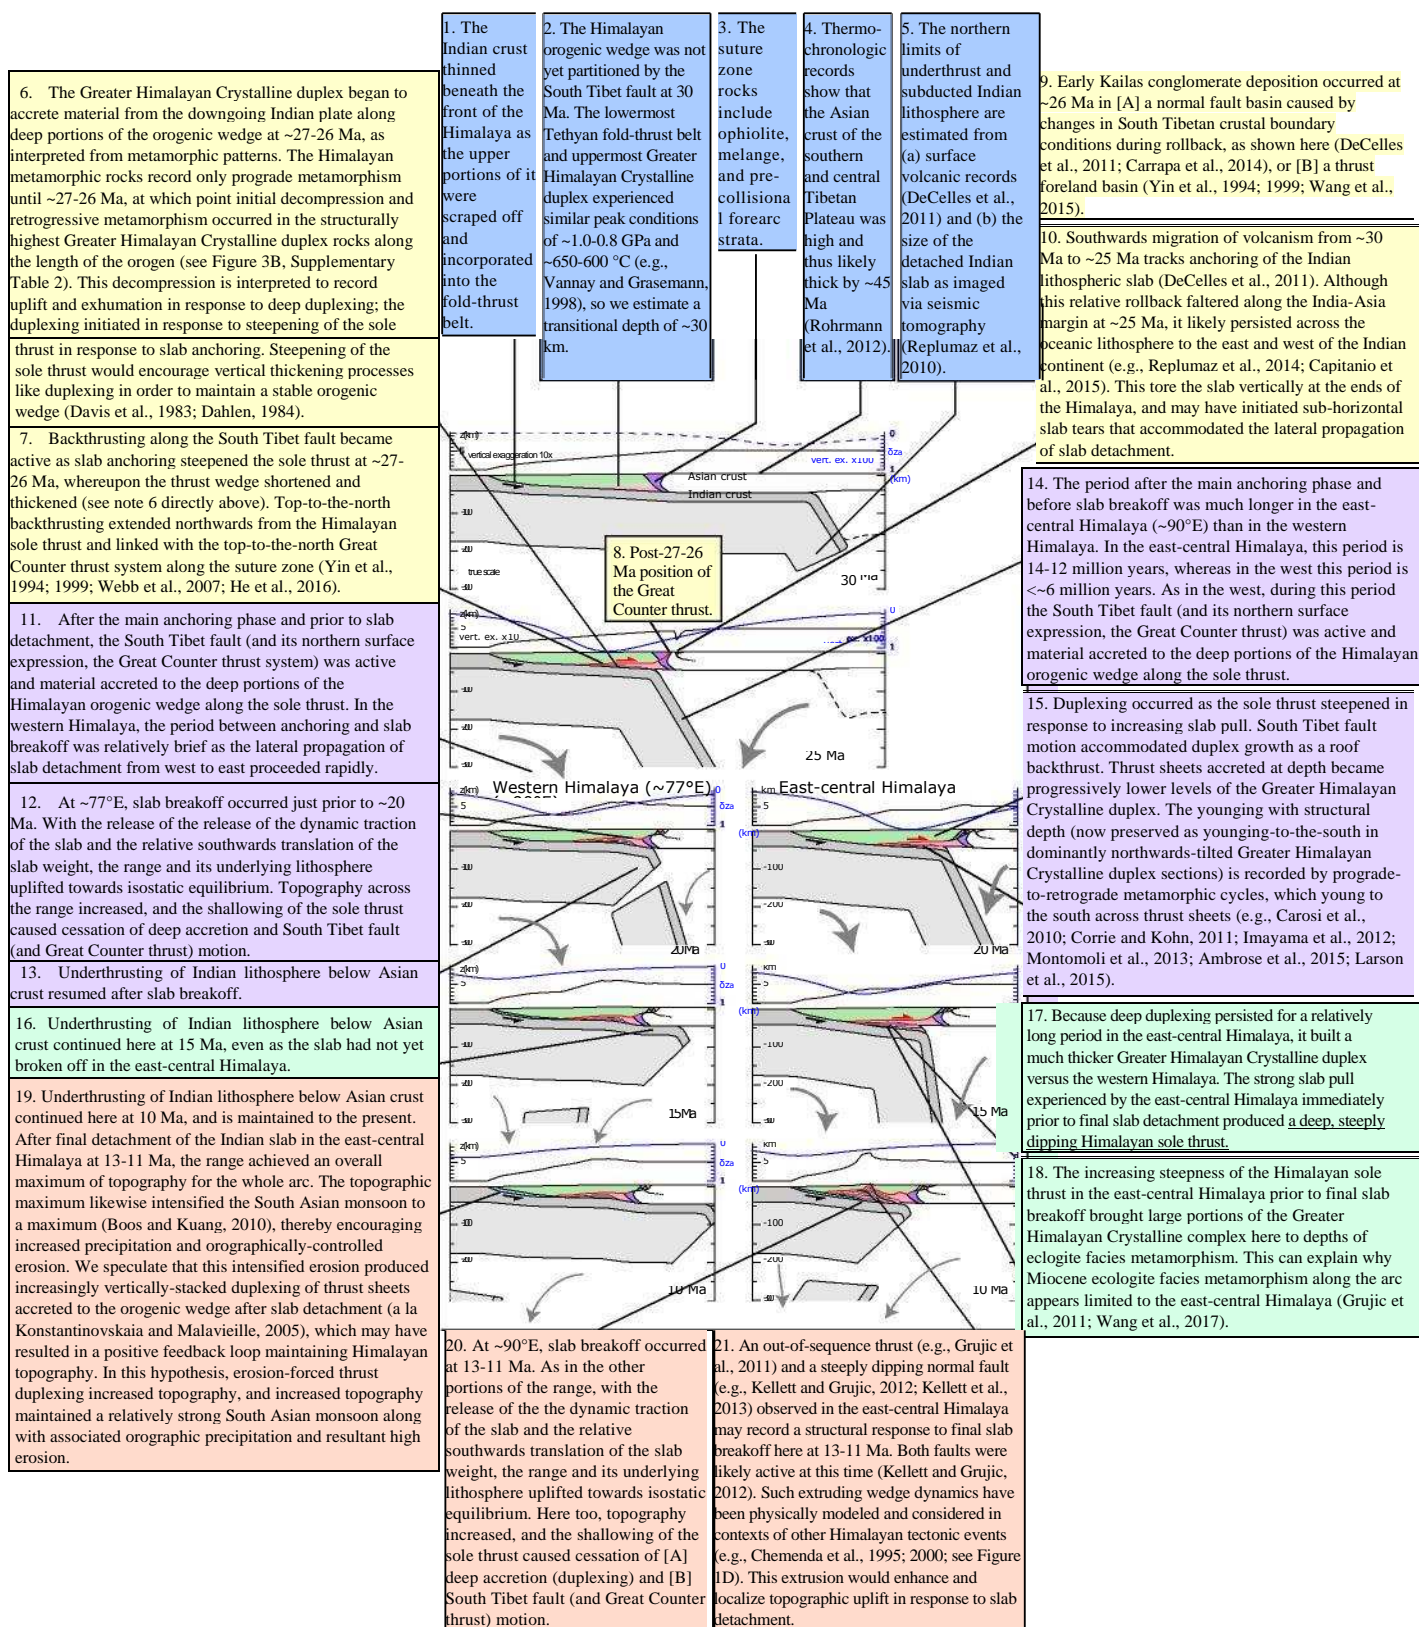 1. The
Indian crust
thinned
beneath the
front of the
Himalaya as
the upper
portions of it
were
scraped off
and
incorporated
into the
fold-thrust
belt.
2. The Himalayan
orogenic wedge was not
yet partitioned by the
South Tibet fault at 30
Ma. The lowermost
Tethyan fold-thrust belt
and uppermost Greater
Himalayan Crystalline
duplex experienced
similar peak conditions
of ~1.0-0.8 GPa and
~650-600 °C (e.g.,
Vannay and Grasemann,
1998), so we estimate a
transitional depth of ~30
km.
3. The
suture
zone
rocks
include
ophiolite,
melange,
and pre-
collisiona
l forearc
strata.
4. Thermo-
chronologic
records
show that
the Asian
crust of the
southern
and central
Tibetan
Plateau was
high and
thus likely
thick by ~45
Ma
(Rohrmann
et al., 2012).
5. The northern
limits of
underthrust and
subducted Indian
lithosphere are
estimated from
(a) surface
volcanic records
(DeCelles et al.,
2011) and (b) the
size of the
detached Indian
slab as imaged
via seismic
tomography
(Replumaz et al.,
2010).
6. The Greater Himalayan Crystalline duplex began to
accrete material from the downgoing Indian plate along
deep portions of the orogenic wedge at ~27-26 Ma, as
interpreted from metamorphic patterns. The Himalayan
metamorphic rocks record only prograde metamorphism
until ~27-26 Ma, at which point initial decompression and
retrogressive metamorphism occurred in the structurally
highest Greater Himalayan Crystalline duplex rocks along
the length of the orogen (see Figure 3B, Supplementary
Table 2). This decompression is interpreted to record
uplift and exhumation in response to deep duplexing; the
duplexing initiated in response to steepening of the sole
thrust in response to slab anchoring. Steepening of the
sole thrust would encourage vertical thickening processes
like duplexing in order to maintain a stable orogenic
wedge (Davis et al., 1983; Dahlen, 1984).
7. Backthrusting along the South Tibet fault became
active as slab anchoring steepened the sole thrust at ~27-
26 Ma, whereupon the thrust wedge shortened and
thickened (see note 6 directly above). Top-to-the-north
backthrusting extended northwards from the Himalayan
sole thrust and linked with the top-to-the-north Great
Counter thrust system along the suture zone (Yin et al.,
1994; 1999; Webb et al., 2007; He et al., 2016).
11. After the main anchoring phase and prior to slab
detachment, the South Tibet fault (and its northern surface
expression, the Great Counter thrust system) was active
and material accreted to the deep portions of the
Himalayan orogenic wedge along the sole thrust. In the
western Himalaya, the period between anchoring and slab
breakoff was relatively brief as the lateral propagation of
slab detachment from west to east proceeded rapidly.
12. At ~77°E, slab breakoff occurred just prior to ~20
Ma. With the release of the release of the dynamic traction
of the slab and the relative southwards translation of the
slab weight, the range and its underlying lithosphere
uplifted towards isostatic equilibrium. Topography across
the range increased, and the shallowing of the sole thrust
caused cessation of deep accretion and South Tibet fault
(and Great Counter thrust) motion.
13. Underthrusting of Indian lithosphere below Asian
crust resumed after slab breakoff.
16. Underthrusting of Indian lithosphere below Asian
crust continued here at 15 Ma, even as the slab had not yet
broken off in the east-central Himalaya.
19. Underthrusting of Indian lithosphere below Asian crust
continued here at 10 Ma, and is maintained to the present.
After final detachment of the Indian slab in the east-central
Himalaya at 13-11 Ma, the range achieved an overall
maximum of topography for the whole arc. The topographic
maximum likewise intensified the South Asian monsoon to
a maximum (Boos and Kuang, 2010), thereby encouraging
increased precipitation and orographically-controlled
erosion. We speculate that this intensified erosion produced
increasingly vertically-stacked duplexing of thrust sheets
accreted to the orogenic wedge after slab detachment (a la
Konstantinovskaia and Malavieille, 2005), which may have
resulted in a positive feedback loop maintaining Himalayan
topography. In this hypothesis, erosion-forced thrust
duplexing increased topography, and increased topography
maintained a relatively strong South Asian monsoon along
with associated orographic precipitation and resultant high
erosion.
z(km)
vertical exaggeration 10x
vert. ex. x100
0
δza
1
(km)
Asian crust
Indian crust
true scale
30 Ma
8. Post-27-26
Ma position of
the Great
Counter thrust.
z(km)
5
vert. ex. x10
0
ex. x100
1
25 Ma
Western Himalaya (~77°E)
East-central Himalaya
z(km)
5
0
δza
1
(km)
20Ma
km
5
-100
-200
20 Ma
z(km)
5
0
δza
1
(km)
15Ma
km
5
-100
-200
15 Ma
z(km)
5
0
δza
1
(km)
10 Ma
km
5
-100
-200
10 Ma
9. Early Kailas conglomerate deposition occurred at
~26 Ma in [A] a normal fault basin caused by
changes in South Tibetan crustal boundary
conditions during rollback, as shown here (DeCelles
et al., 2011; Carrapa et al., 2014), or [B] a thrust
foreland basin (Yin et al., 1994; 1999; Wang et al.,
2015).
10. Southwards migration of volcanism from ~30
Ma to ~25 Ma tracks anchoring of the Indian
lithospheric slab (DeCelles et al., 2011). Although
this relative rollback faltered along the India-Asia
margin at ~25 Ma, it likely persisted across the
oceanic lithosphere to the east and west of the Indian
continent (e.g., Replumaz et al., 2014; Capitanio et
al., 2015). This tore the slab vertically at the ends of
the Himalaya, and may have initiated sub-horizontal
slab tears that accommodated the lateral propagation
of slab detachment.
14. The period after the main anchoring phase and
before slab breakoff was much longer in the east-
central Himalaya (~90°E) than in the western
Himalaya. In the east-central Himalaya, this period is
14-12 million years, whereas in the west this period is
<~6 million years. As in the west, during this period
the South Tibet fault (and its northern surface
expression, the Great Counter thrust) was active and
material accreted to the deep portions of the Himalayan
orogenic wedge along the sole thrust.
15. Duplexing occurred as the sole thrust steepened in
response to increasing slab pull. South Tibet fault
motion accommodated duplex growth as a roof
backthrust. Thrust sheets accreted at depth became
progressively lower levels of the Greater Himalayan
Crystalline duplex. The younging with structural
depth (now preserved as younging-to-the-south in
dominantly northwards-tilted Greater Himalayan
Crystalline duplex sections) is recorded by prograde-
to-retrograde metamorphic cycles, which young to
the south across thrust sheets (e.g., Carosi et al.,
2010; Corrie and Kohn, 2011; Imayama et al., 2012;
Montomoli et al., 2013; Ambrose et al., 2015; Larson
et al., 2015).
17. Because deep duplexing persisted for a relatively
long period in the east-central Himalaya, it built a
much thicker Greater Himalayan Crystalline duplex
versus the western Himalaya. The strong slab pull
experienced by the east-central Himalaya immediately
prior to final slab detachment produced a deep, steeply
dipping Himalayan sole thrust.
18. The increasing steepness of the Himalayan sole
thrust in the east-central Himalaya prior to final slab
breakoff brought large portions of the Greater
Himalayan Crystalline complex here to depths of
eclogite facies metamorphism. This can explain why
Miocene ecologite facies metamorphism along the arc
appears limited to the east-central Himalaya (Grujic et
al., 2011; Wang et al., 2017).
20. At ~90°E, slab breakoff occurred
at 13-11 Ma. As in the other
portions of the range, with the
release of the the dynamic traction
of the slab and the relative
southwards translation of the slab
weight, the range and its underlying
lithosphere uplifted towards isostatic
equilibrium. Here too, topography
increased, and the shallowing of the
sole thrust caused cessation of [A]
deep accretion (duplexing) and [B]
South Tibet fault (and Great Counter
thrust) motion.
21. An out-of-sequence thrust (e.g., Grujic et
al., 2011) and a steeply dipping normal fault
(e.g., Kellett and Grujic, 2012; Kellett et al.,
2013) observed in the east-central Himalaya
may record a structural response to final slab
breakoff here at 13-11 Ma. Both faults were
likely active at this time (Kellett and Grujic,
2012). Such extruding wedge dynamics have
been physically modeled and considered in
contexts of other Himalayan tectonic events
(e.g., Chemenda et al., 1995; 2000; see Figure
1D). This extrusion would enhance and
localize topographic uplift in response to slab
detachment.